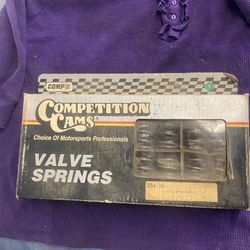 COMP
COMPETITION
CAMS
Choice Of Motorsports Professionals
VALVE
SPRINGS